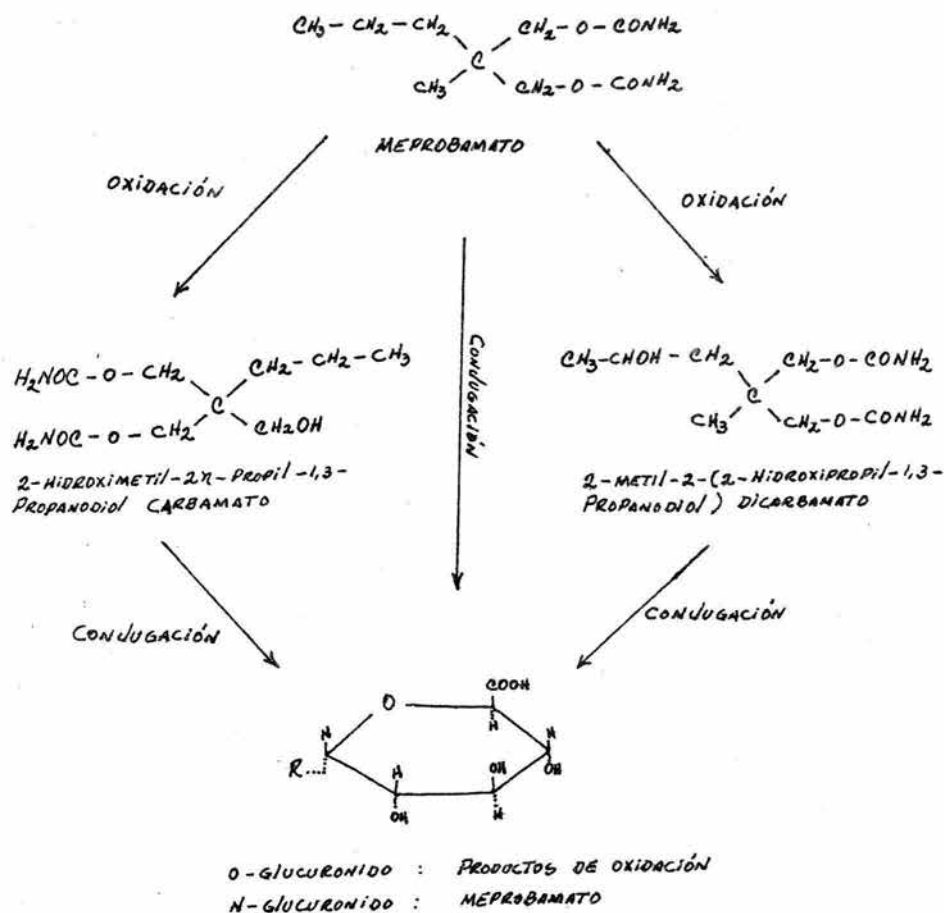 CH3-CH2-CH2 CH2-O-CONH2
C
CH3 CH2-O-CONH2
MEPROBAMATO
OXIDACIÓN
OXIDACIÓN
CONJUGACIÓN
H2NOC-O-CH2 CH2-CH2-CH3
C
H2NOC-O-CH2 CH2OH
2-HIDROXIMETIL-2n-PROPIL-1,3-
PROPANODIOL CARBAMATO
CH3-CHOH-CH2 CH2-O-CONH2
C
CH3 CH2-O-CONH2
2-METIL-2-(2-HIDROXIPROPIL-1,3-
PROPANODIOL) DICARBAMATO
CONJUGACIÓN
CONJUGACIÓN
COOH
O
H
H H
R....
OH
H OH
OH H
O-GLUCURONIDO : PRODUCTOS DE OXIDACIÓN
N-GLUCURONIDO : MEPROBAMATO